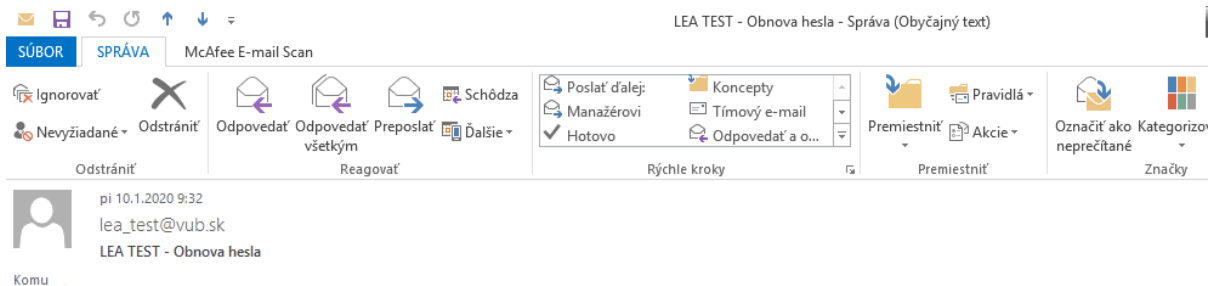 LEA TEST - Obnova hesla - Správa (Obyčajný text)
SÚBOR SPRÁVA McAfee E-mail Scan
Ignorovať
Nevyžiadané
Odstrániť
Odstrániť
Odpovedať
Odpovedať všetkým
Preposlať
Schôdza
Ďalšie
Reagovať
Poslať ďalej:
Manažérovi
Hotovo
Koncepty
Tímový e-mail
Odpovedať a o...
Rýchle kroky
Premiestniť
Pravidlá
Akcie
Premiestniť
Označiť ako
neprečítané
Kategorizov
Značky
pi 10.1.2020 9:32
lea_test@vub.sk
LEA TEST - Obnova hesla
Komu